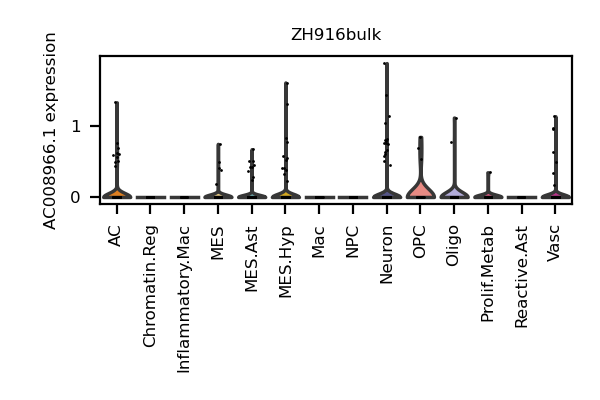 ZH916bulk
AC008966.1 expression
1
0
AC
Chromatin.Reg
Inflammatory.Mac
MES
MES.Ast
MES.Hyp
Mac
NPC
Neuron
OPC
Oligo
Prolif.Metab
Reactive.Ast
Vasc